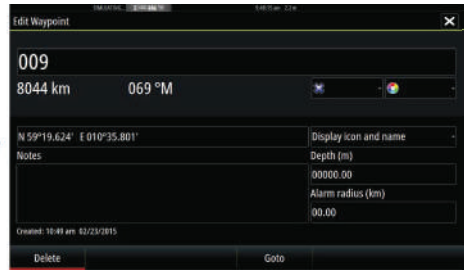 Edit Waypoint
009
8044 km 069 °M
N 59°19.624' E 010°35.801' Display icon and name
Notes Depth (m)
00000.00
Alarm radius (km)
00.00
Created: 10:49 am 02/23/2015
Delete Goto